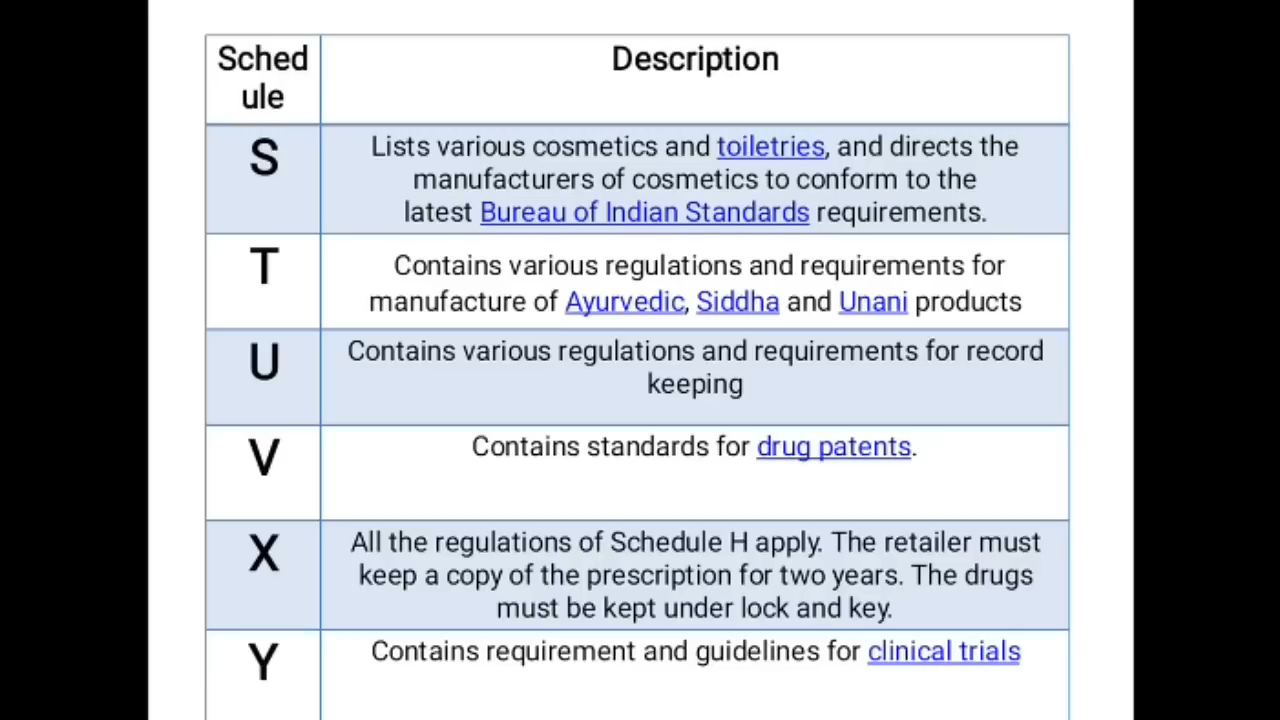 Sched
ule
Description
S
Lists various cosmetics and toiletries, and directs the
manufacturers of cosmetics to conform to the
latest Bureau of Indian Standards requirements.
T
Contains various regulations and requirements for
manufacture of Ayurvedic, Siddha and Unani products
U
Contains various regulations and requirements for record
keeping
V
Contains standards for drug patents.
X
All the regulations of Schedule H apply. The retailer must
keep a copy of the prescription for two years. The drugs
must be kept under lock and key.
Y
Contains requirement and guidelines for clinical trials